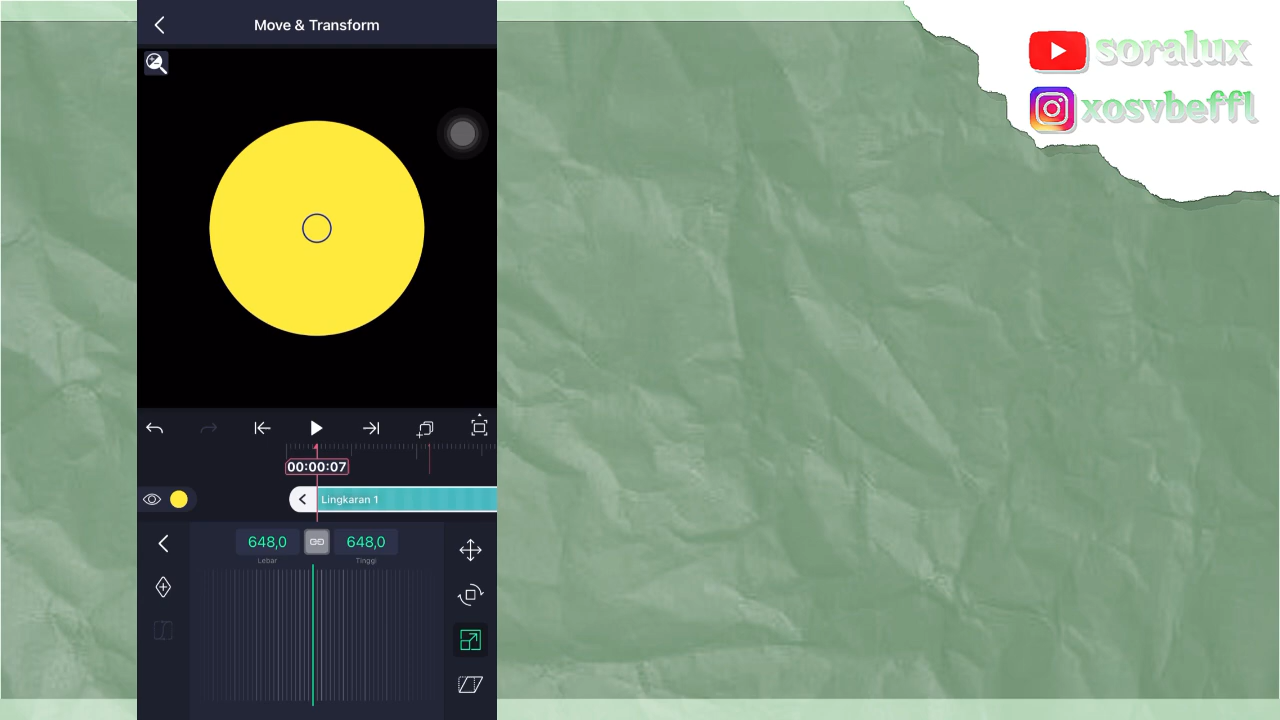 Move & Transform
soralux
xosvbeffl
00:00:07
Lingkaran 1
648,0
648,0
Lebar
Tinggi